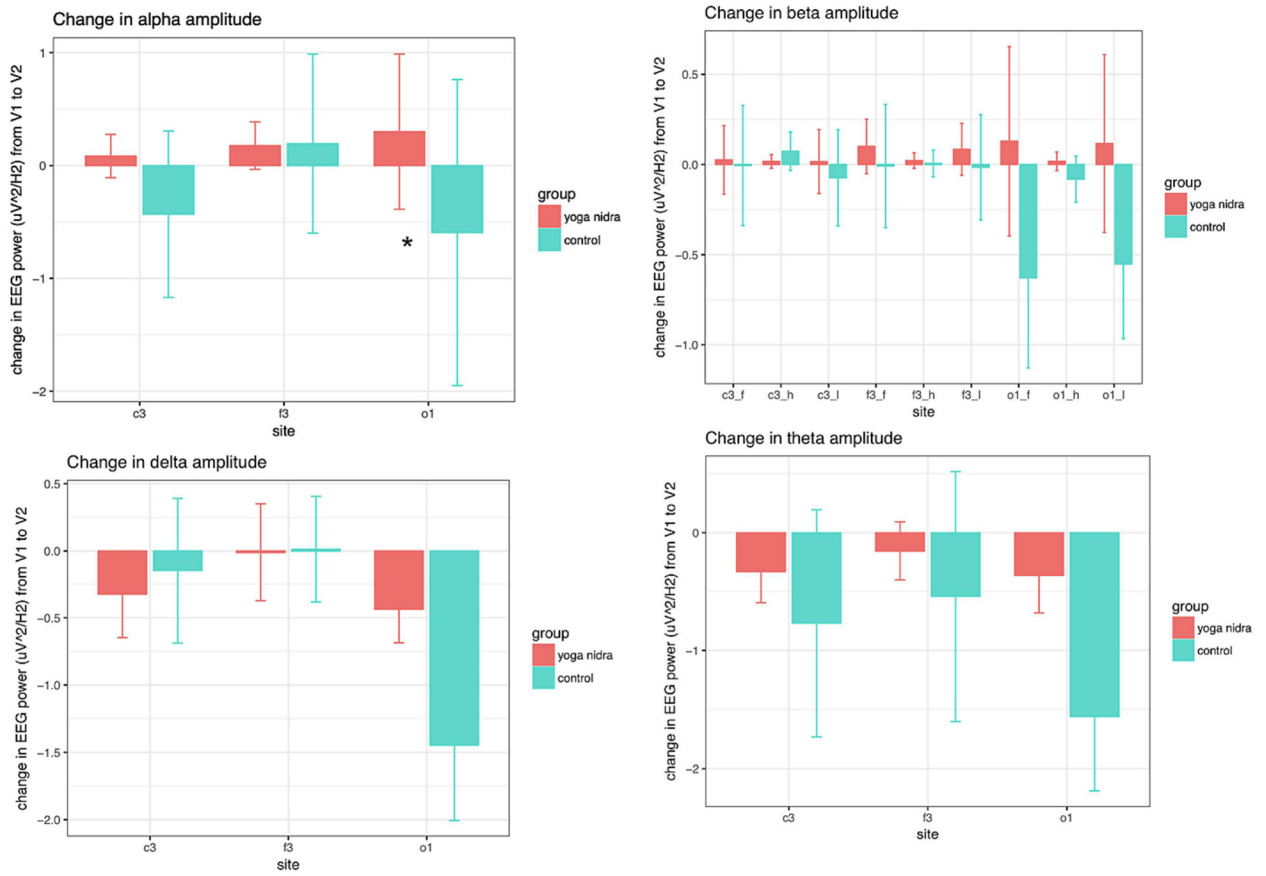 Change in alpha amplitude
change in EEG power (uV^2/H2) from V1 to V2
1
0
−1
−2
*
c3 f3 o1
site
group
yoga nidra
control
Change in beta amplitude
change in EEG power (uV^2/H2) from V1 to V2
0.5
0.0
−0.5
−1.0
c3_f c3_h c3_l f3_f f3_h f3_l o1_f o1_h o1_l
site
group
yoga nidra
control
Change in delta amplitude
change in EEG power (uV^2/H2) from V1 to V2
0.5
0.0
−0.5
−1.0
−1.5
−2.0
c3 f3 o1
site
group
yoga nidra
control
Change in theta amplitude
change in EEG power (uV^2/H2) from V1 to V2
0
−1
−2
c3 f3 o1
site
group
yoga nidra
control